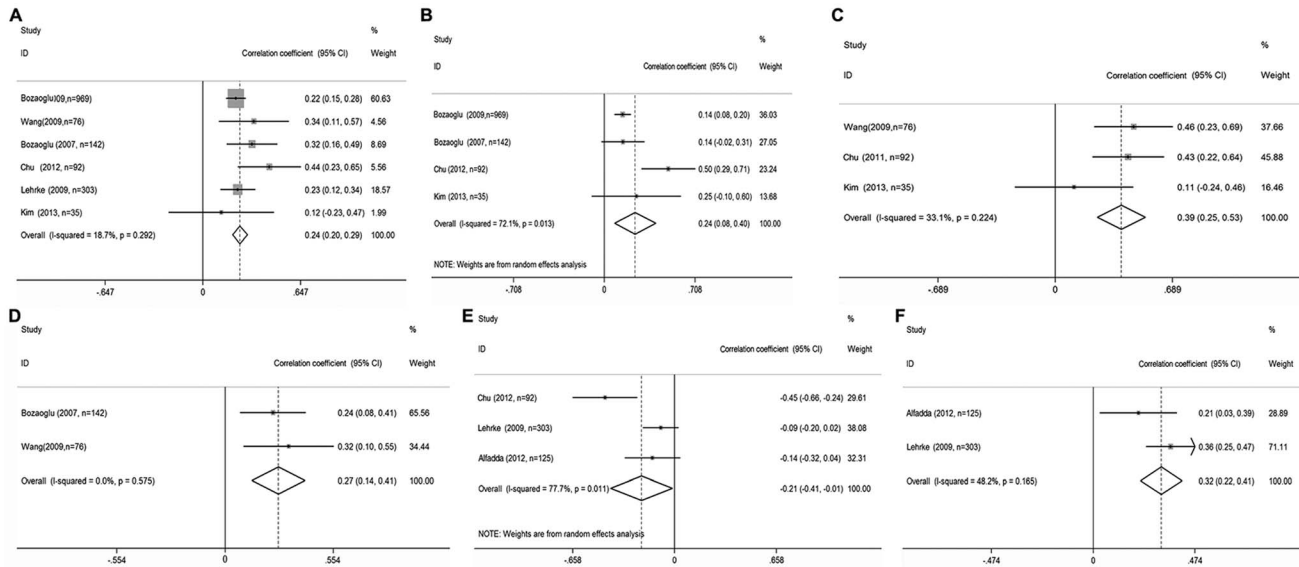 A
Study %
ID Correlation coefficient (95% CI) Weight
Bozaoglu)09,n=969) 0.22 (0.15, 0.28) 60.63
Wang(2009,n=76) 0.34 (0.11, 0.57) 4.56
Bozaoglu (2007, n=142) 0.32 (0.16, 0.49) 8.69
Chu (2012, n=92) 0.44 (0.23, 0.65) 5.56
Lehrke (2009, n=303) 0.23 (0.12, 0.34) 18.57
Kim (2013, n=35) 0.12 (-0.23, 0.47) 1.99
Overall (I-squared = 18.7%, p = 0.292) 0.24 (0.20, 0.29) 100.00
-.647 0 .647
B
Study %
ID Correlation coefficient (95% CI) Weight
Bozaoglu (2009,n=969) 0.14 (0.08, 0.20) 36.03
Bozaoglu (2007, n=142) 0.14 (-0.02, 0.31) 27.05
Chu (2012, n=92) 0.50 (0.29, 0.71) 23.24
Kim (2013, n=35) 0.25 (-0.10, 0.60) 13.68
Overall (I-squared = 72.1%, p = 0.013) 0.24 (0.08, 0.40) 100.00
NOTE: Weights are from random effects analysis
-.708 0 .708
C
Study %
ID Correlation coefficient (95% CI) Weight
Wang(2009,n=76) 0.46 (0.23, 0.69) 37.66
Chu (2011, n=92) 0.43 (0.22, 0.64) 45.88
Kim (2013, n=35) 0.11 (-0.24, 0.46) 16.46
Overall (I-squared = 33.1%, p = 0.224) 0.39 (0.25, 0.53) 100.00
-.689 0 .689
D
Study %
ID Correlation coefficient (95% CI) Weight
Bozaoglu (2007, n=142) 0.24 (0.08, 0.41) 65.56
Wang(2009,n=76) 0.32 (0.10, 0.55) 34.44
Overall (I-squared = 0.0%, p = 0.575) 0.27 (0.14, 0.41) 100.00
-.554 0 .554
E
Study %
ID Correlation coefficient (95% CI) Weight
Chu (2012, n=92) -0.45 (-0.66, -0.24) 29.61
Lehrke (2009, n=303) -0.09 (-0.20, 0.02) 38.08
Alfadda (2012, n=125) -0.14 (-0.32, 0.04) 32.31
Overall (I-squared = 77.7%, p = 0.011) -0.21 (-0.41, -0.01) 100.00
NOTE: Weights are from random effects analysis
-.658 0 .658
F
Study %
ID Correlation coefficient (95% CI) Weight
Alfadda (2012, n=125) 0.21 (0.03, 0.39) 28.89
Lehrke (2009, n=303) 0.36 (0.25, 0.47) 71.11
Overall (I-squared = 48.2%, p = 0.165) 0.32 (0.22, 0.41) 100.00
-.474 0 .474